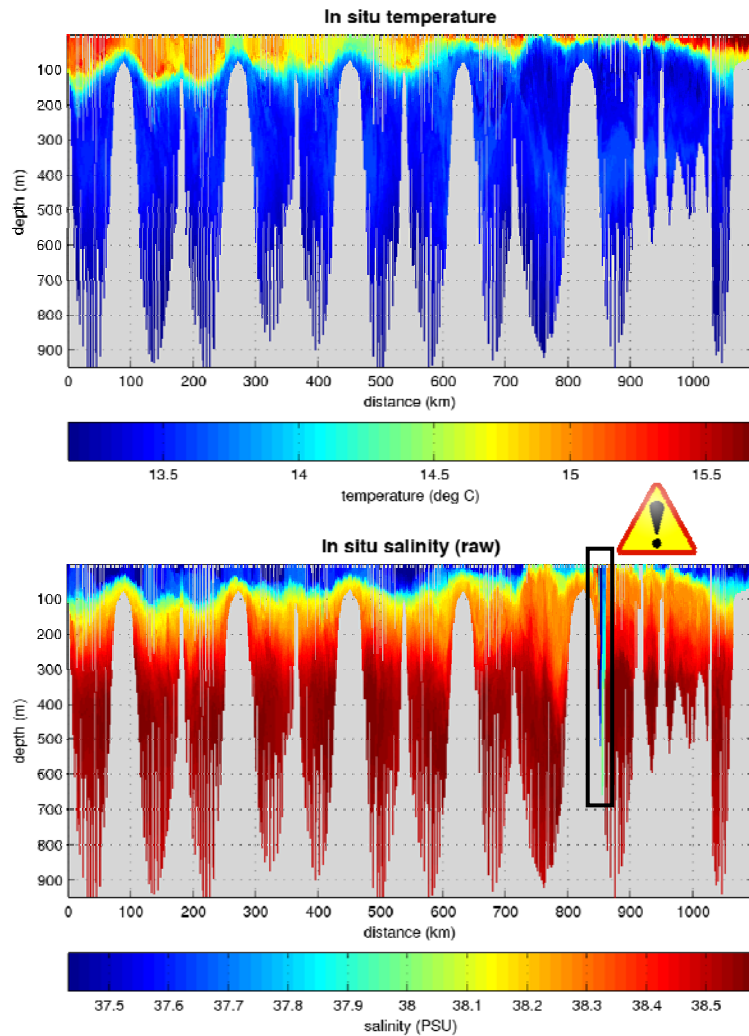 In situ temperature
depth (m)
100
200
300
400
500
600
700
800
900
0 100 200 300 400 500 600 700 800 900 1000
distance (km)
13.5 14 14.5 15 15.5
temperature (deg C)
In situ salinity (raw)
depth (m)
100
200
300
400
500
600
700
800
900
0 100 200 300 400 500 600 700 800 900 1000
distance (km)
37.5 37.6 37.7 37.8 37.9 38 38.1 38.2 38.3 38.4 38.5
salinity (PSU)